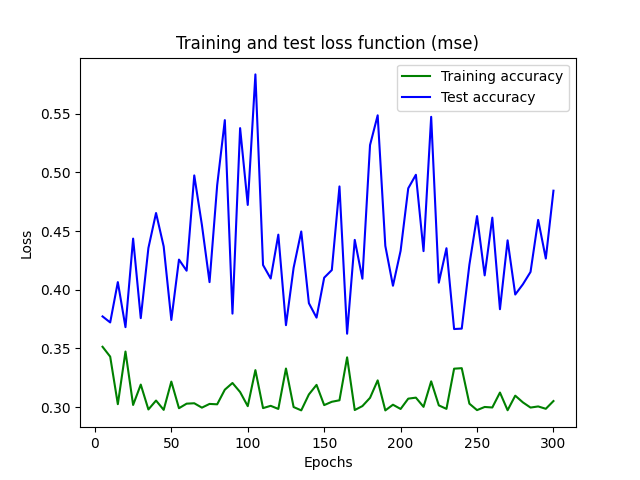 Training and test loss function (mse)
Training accuracy
Test accuracy
0.55
0.50
0.45
0.40
0.35
0.30
Loss
0 50 100 150 200 250 300
Epochs